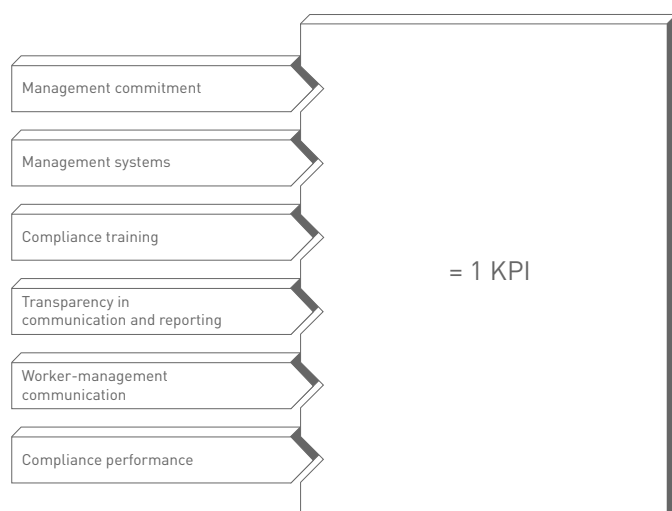 Management commitment
Management systems
Compliance training
Transparency in
communication and reporting
Worker-management
communication
Compliance performance
= 1 KPI